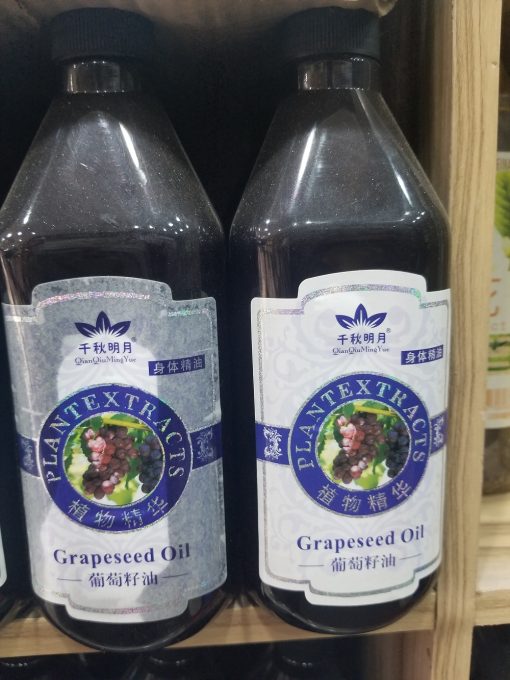 千秋明月
QianQiuMingYue
身体精油
PLANTEXTRACTS
植物精华
Grapeseed Oil
葡萄籽油
千秋明月®
QianQiuMingYue
身体精油
PLANTEXTRACTS
植物精华
Grapeseed Oil
葡萄籽油